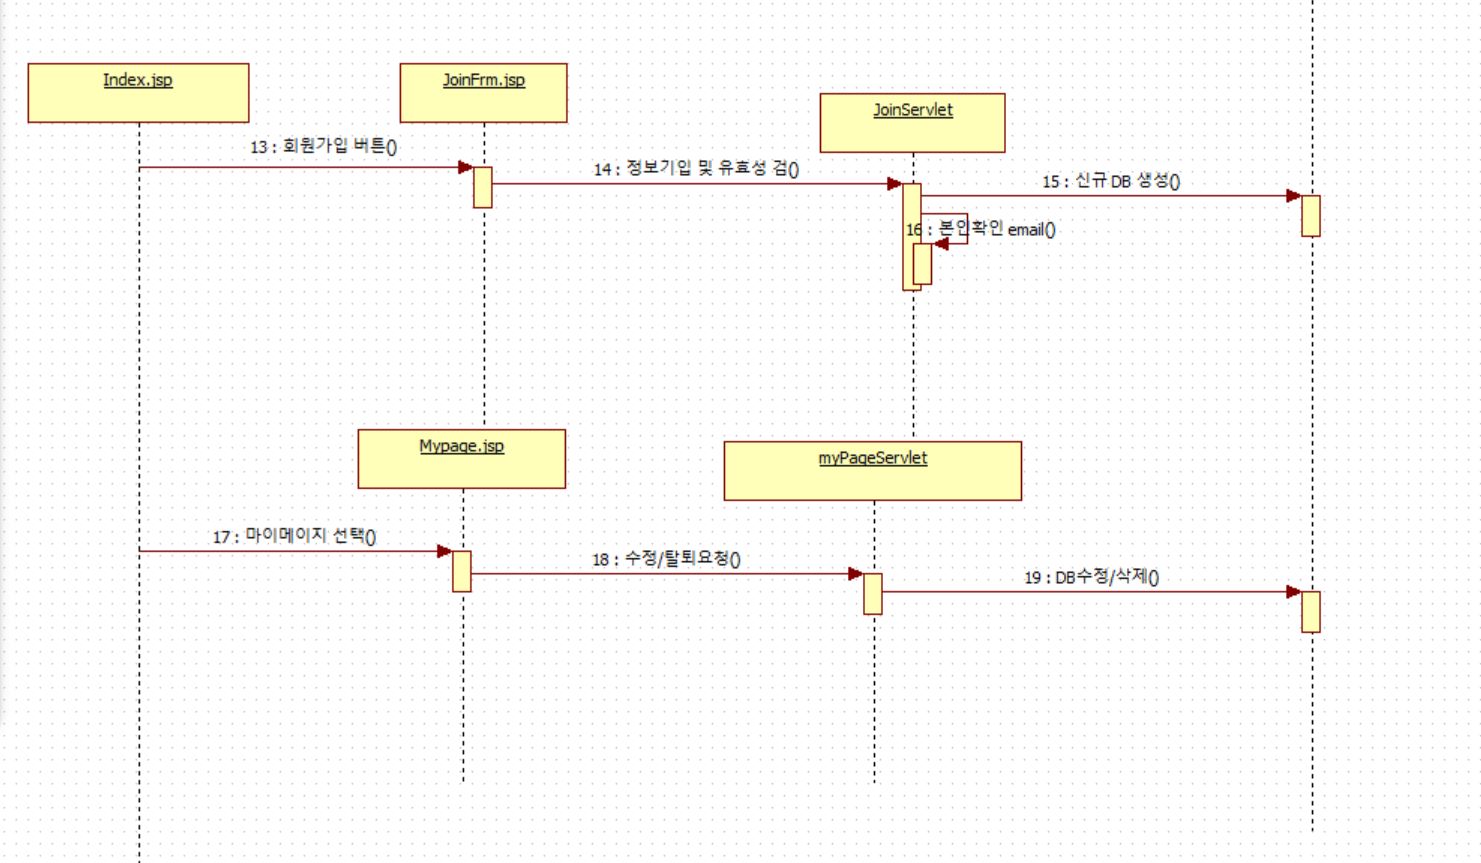 Index.jsp
JoinFrm.jsp
JoinServlet
13 : 회원가입 버튼()
14 : 정보기입 및 유효성 검()
15 : 신규 DB 생성()
16 : 본인확인 email()
Mypage.jsp
myPageServlet
17 : 마이메이지 선택()
18 : 수정/탈퇴요청()
19 : DB수정/삭제()